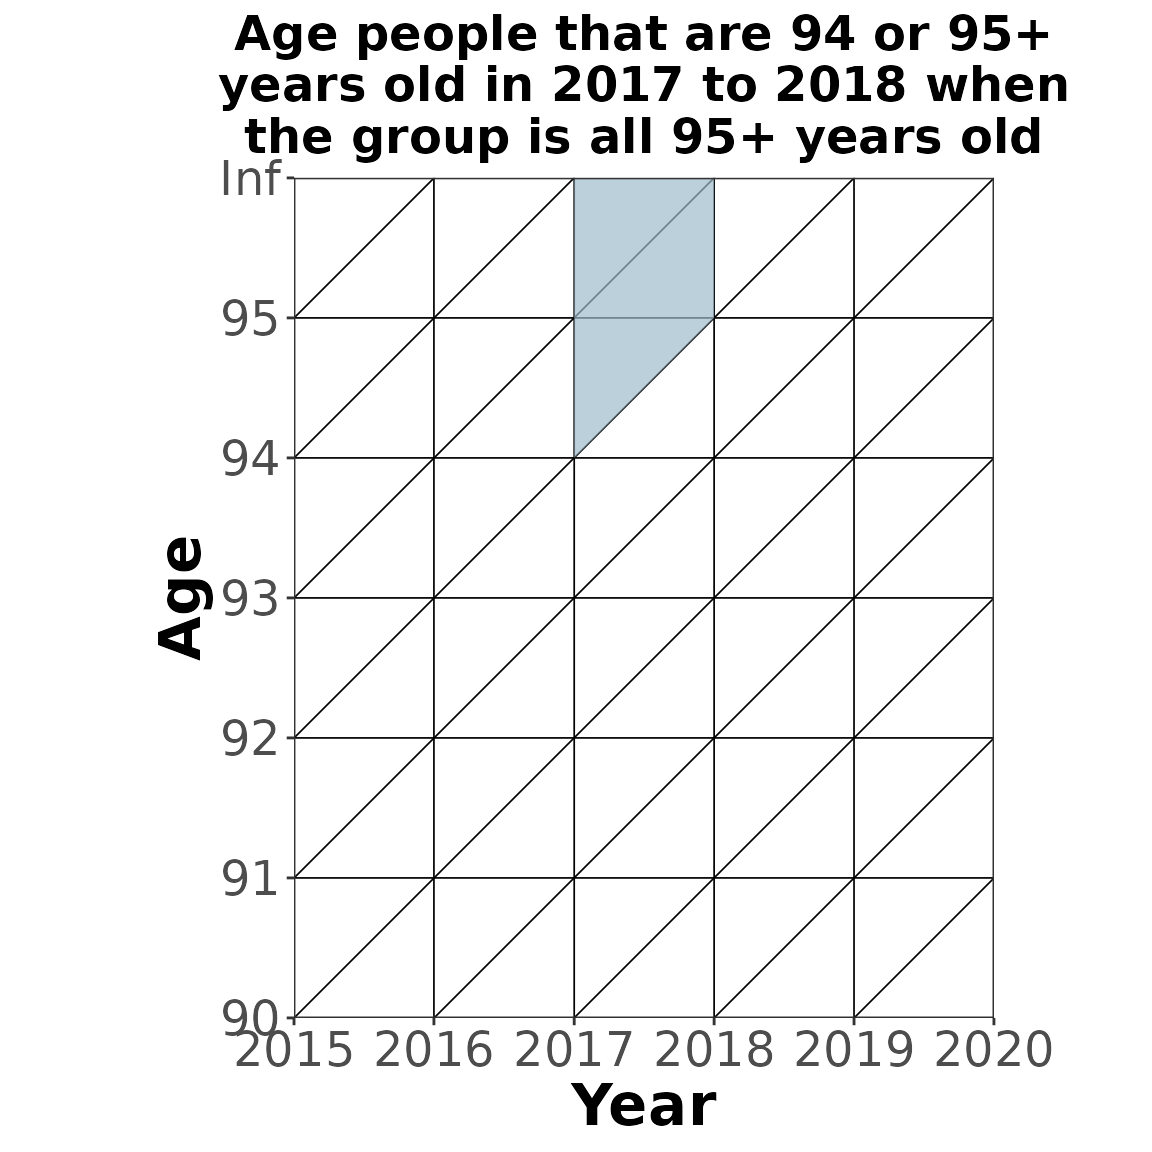 Age people that are 94 or 95+
years old in 2017 to 2018 when
the group is all 95+ years old
Inf
95
94
93
92
91
90
Age
2015 2016 2017 2018 2019 2020
Year